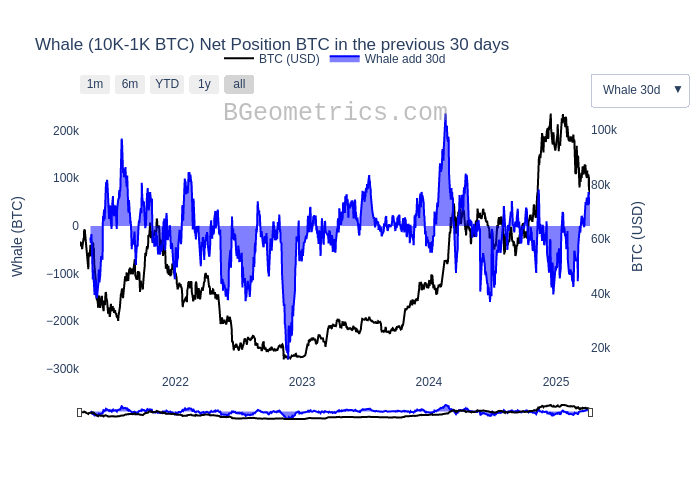 Whale (10K-1K BTC) Net Position BTC in the previous 30 days
BTC (USD) Whale add 30d
1m 6m YTD 1y all
Whale 30d ▼
BGeometrics.com
200k
100k
0
−100k
−200k
−300k
Whale (BTC)
100k
80k
60k
40k
20k
BTC (USD)
2022 2023 2024 2025